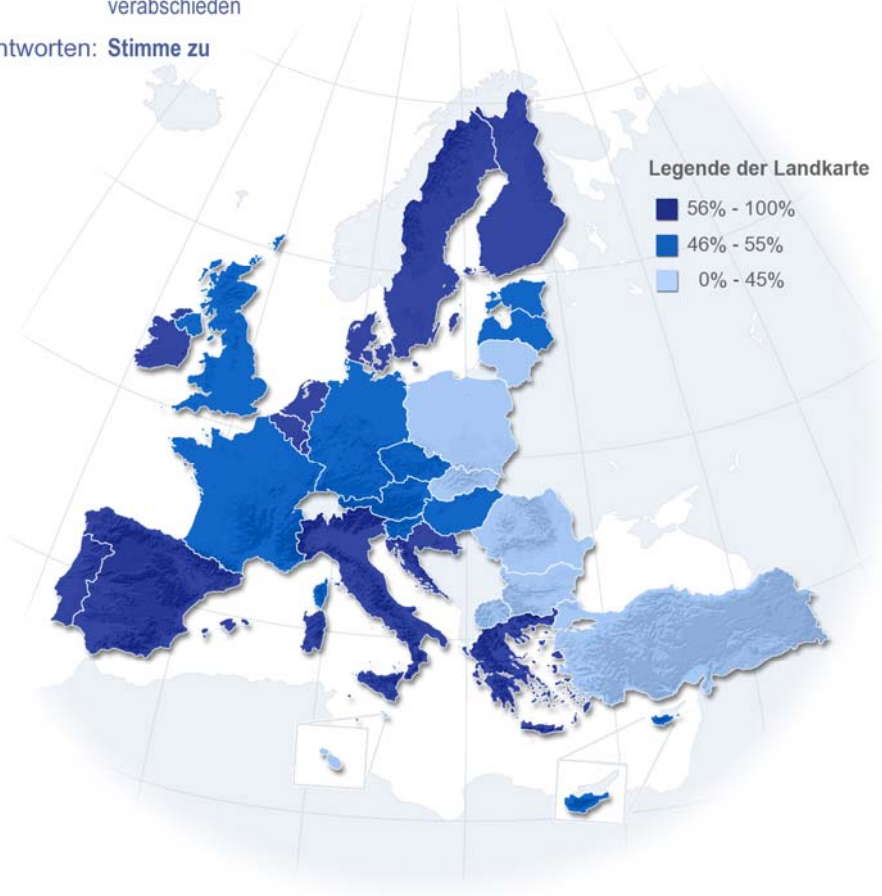 verabschieden
ntworten: Stimme zu
Legende der Landkarte
56% - 100%
46% - 55%
0% - 45%